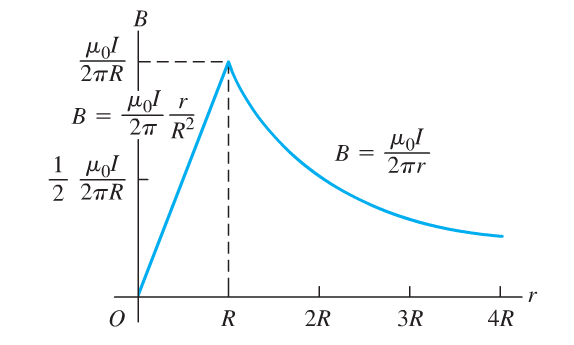 B
μ₀I/2πR
B = μ₀I/2π r/R²
B = μ₀I/2πr
1/2 μ₀I/2πR
r
O R 2R 3R 4R